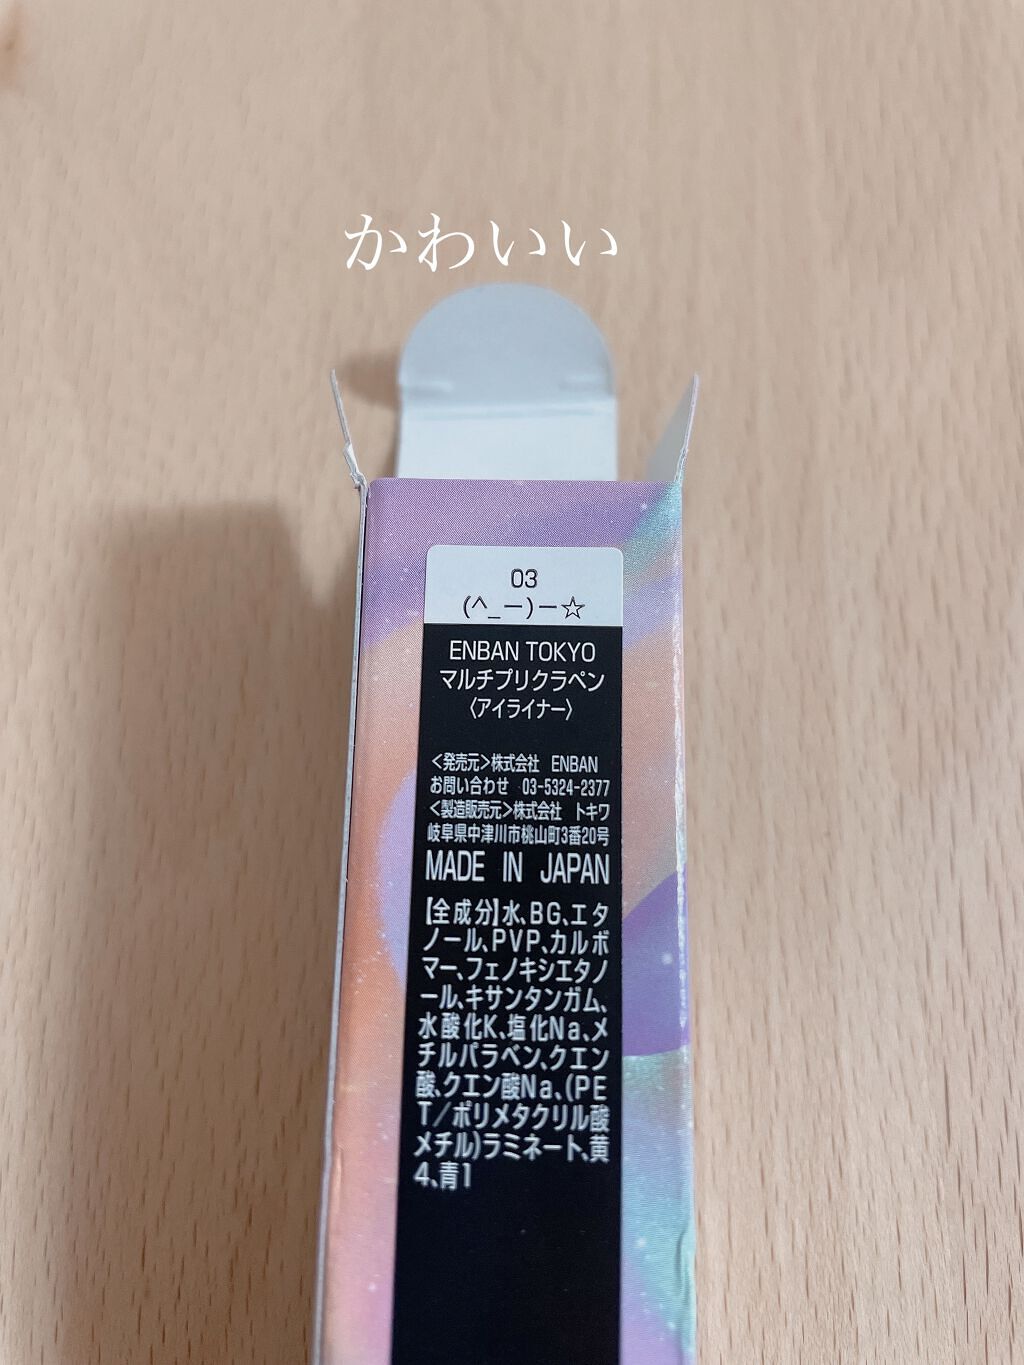 かわいい
03
(^_−)−☆
ENBAN TOKYO
マルチプリクラペン
〈アイライナー〉
<発売元>株式会社 ENBAN
お問い合わせ 03-5324-2377
<製造販売元>株式会社 トキワ
岐阜県中津川市桃山町3番20号
MADE IN JAPAN
【全成分】水、BG、エタ
ノール、PVP、カルボ
マー、フェノキシエタノ
ール、キサンタンガム、
水酸化K、塩化Na、メ
チルパラベン、クエン
酸、クエン酸Na、(PE
T/ポリメタクリル酸
メチル)ラミネート、黄
4、青1